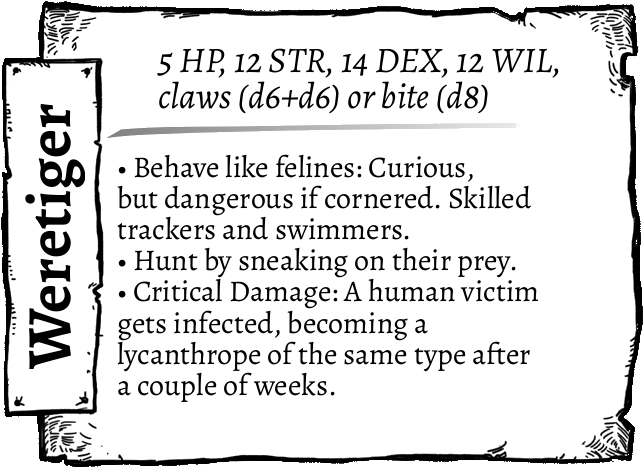 Weretiger
5 HP, 12 STR, 14 DEX, 12 WIL,
claws (d6+d6) or bite (d8)
• Behave like felines: Curious,
but dangerous if cornered. Skilled
trackers and swimmers.
• Hunt by sneaking on their prey.
• Critical Damage: A human victim
gets infected, becoming a
lycanthrope of the same type after
a couple of weeks.